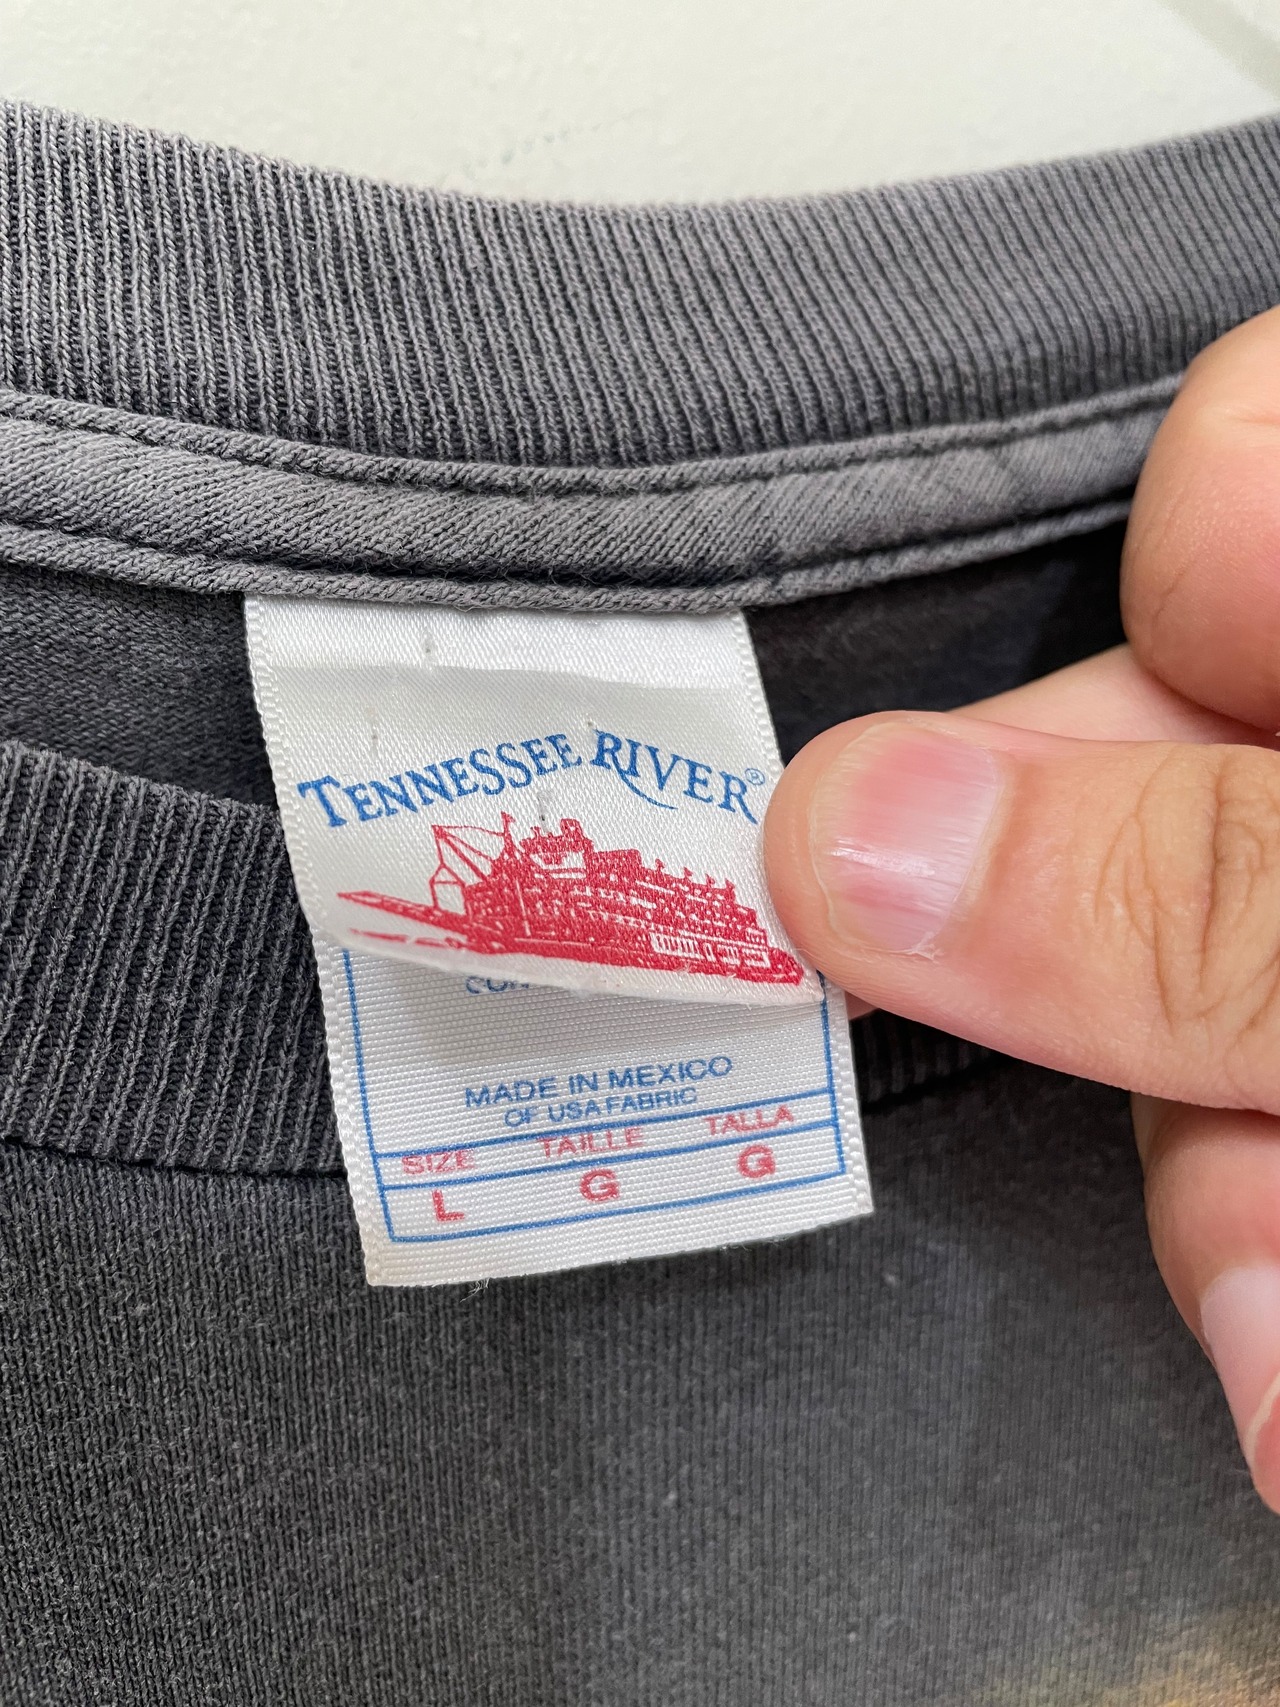 TENNESSEE RIVER®
MADE IN MEXICO
OF USA FABRIC
SIZE TAILLE TALLA
L G G